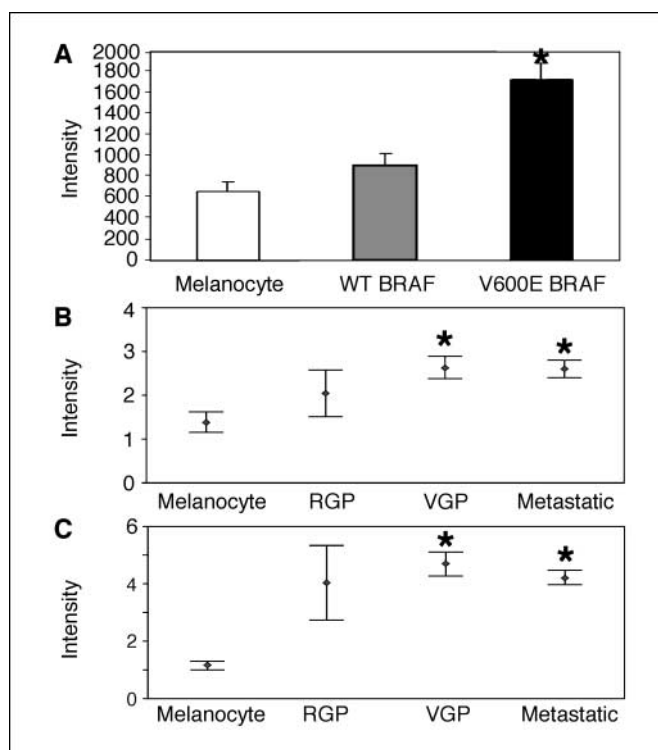 A
Intensity
2000
1800
1600
1400
1200
1000
800
600
400
200
0
*
Melanocyte WT BRAF V600E BRAF
B
Intensity
4
3
2
1
0
* *
Melanocyte RGP VGP Metastatic
C
Intensity
6
4
2
0
* *
Melanocyte RGP VGP Metastatic